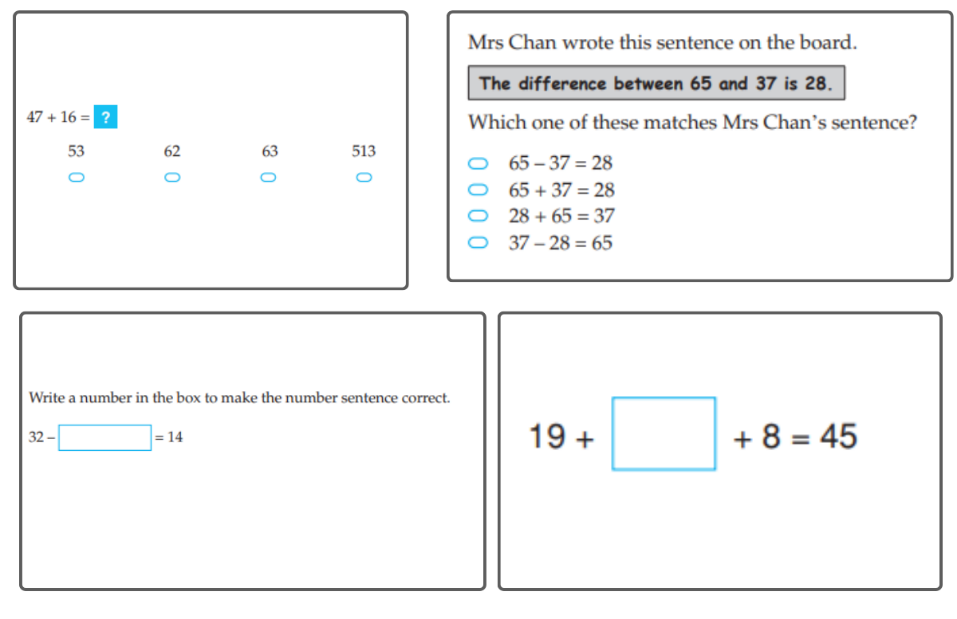 47 + 16 = ?
53 62 63 513
Mrs Chan wrote this sentence on the board.
The difference between 65 and 37 is 28.
Which one of these matches Mrs Chan's sentence?
65 – 37 = 28
65 + 37 = 28
28 + 65 = 37
37 – 28 = 65
Write a number in the box to make the number sentence correct.
32 – = 14
19 + + 8 = 45